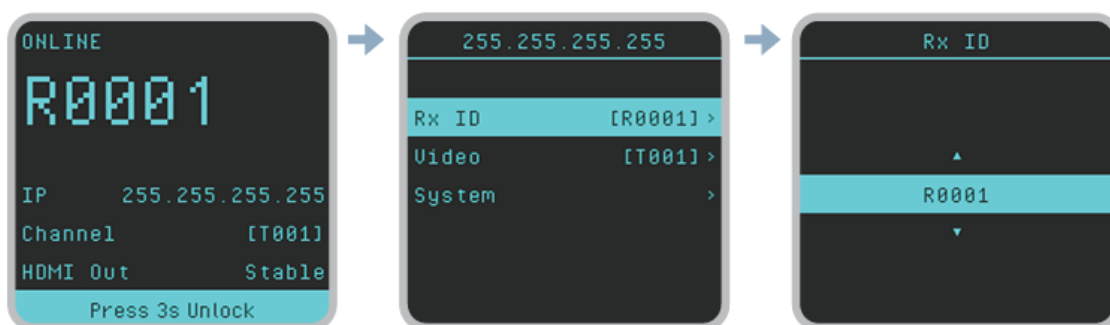 ONLINE
R0001
IP 255.255.255.255
Channel [T001]
HDMI Out Stable
Press 3s Unlock
255.255.255.255
Rx ID [R0001] >
Video [T001] >
System >
Rx ID
▲
R0001
▼